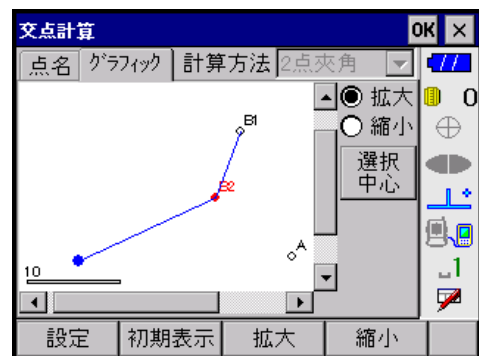 交点計算 OK ×
点名 グラフィック 計算方法 2点夾角
B1
B2
A
10
拡大
縮小
選択
中心
0
1
設定 初期表示 拡大 縮小